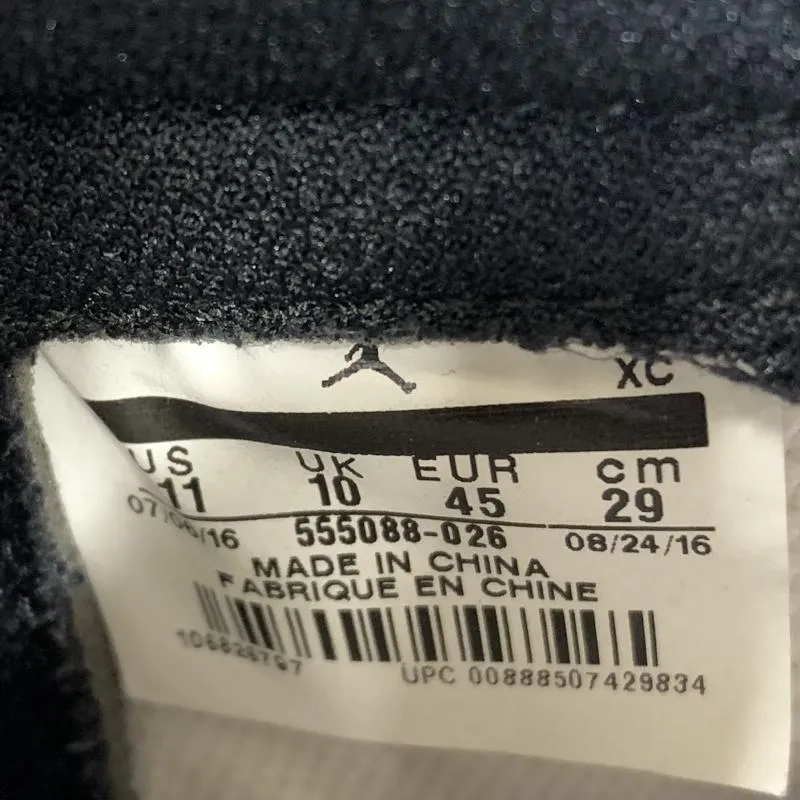 XC
US UK EUR cm
11 10 45 29
07/06/16 555088-026 08/24/16
MADE IN CHINA
FABRIQUE EN CHINE
UPC 00888507429834